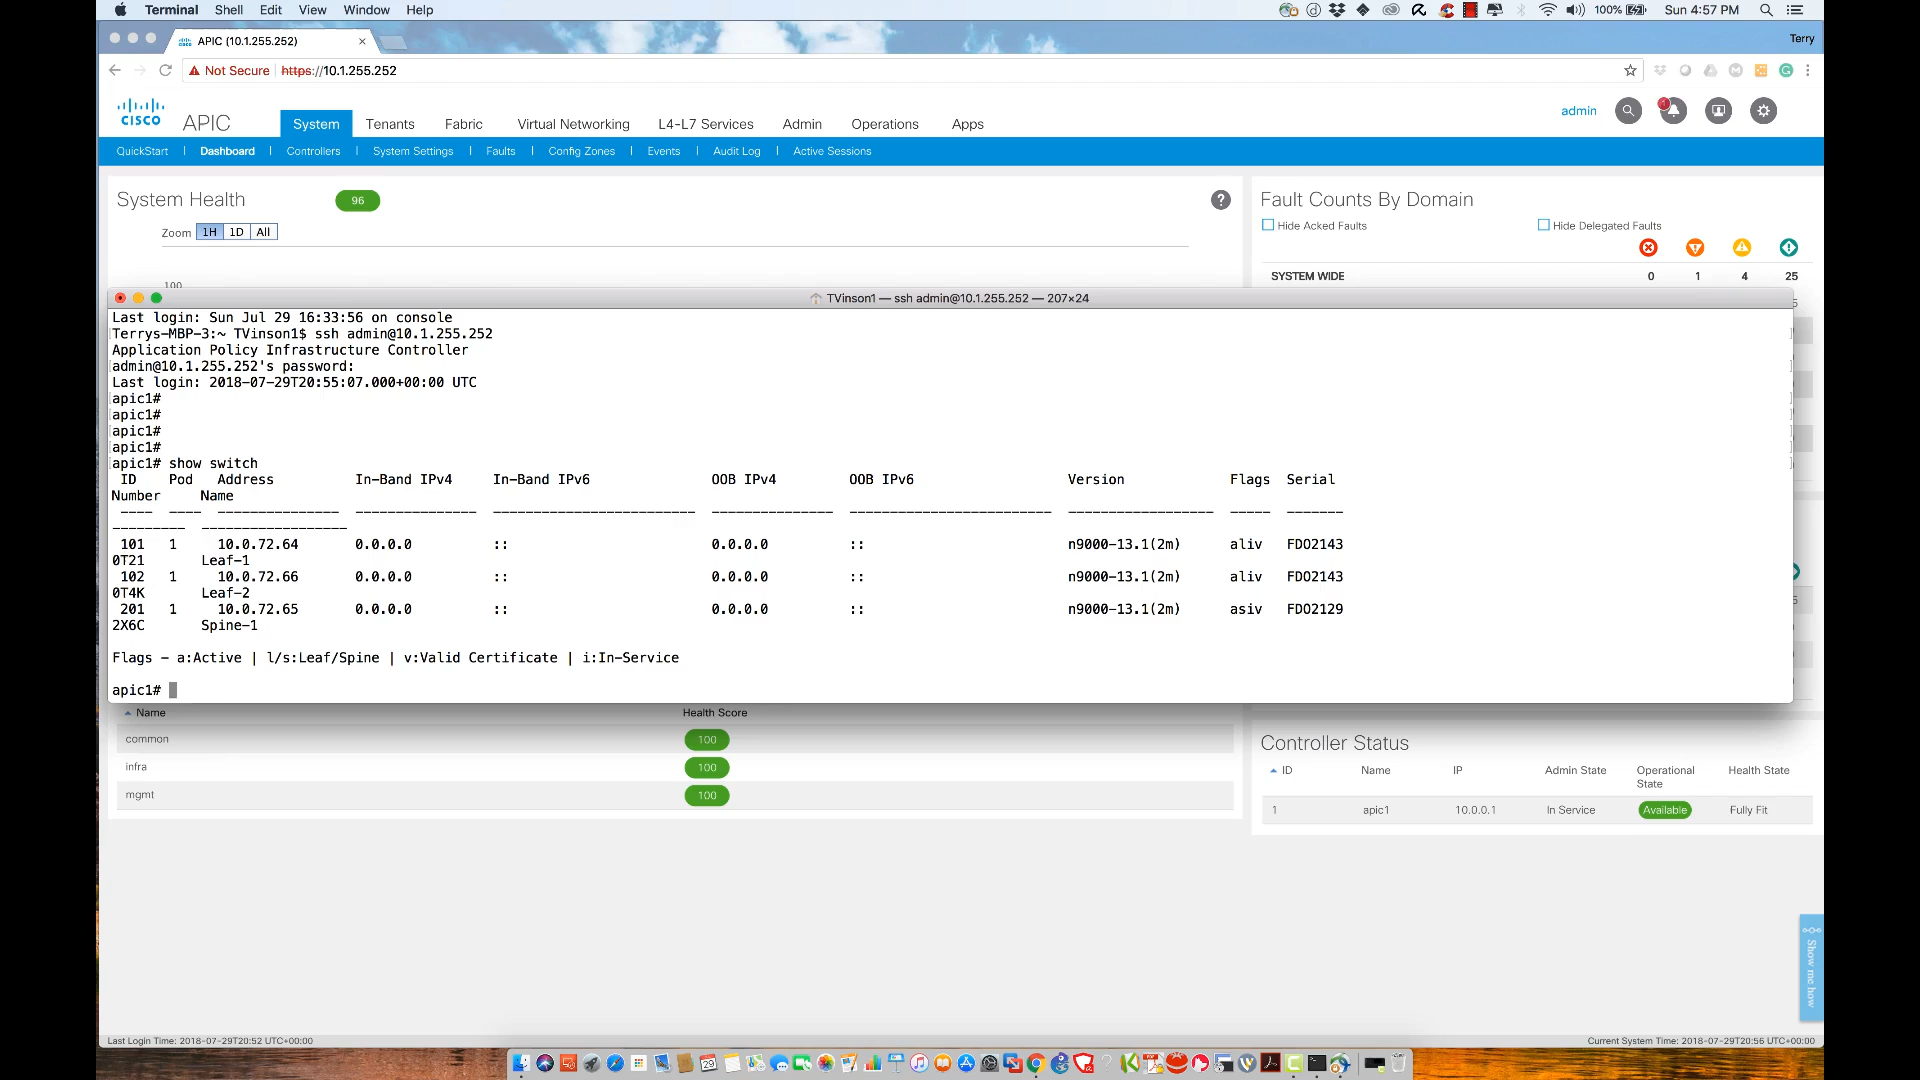 Terminal Shell Edit View Window Help 100% Sun 4:57 PM
APIC (10.1.255.252) Terry
Not Secure https://10.1.255.252
CISCO APIC System Tenants Fabric Virtual Networking L4-L7 Services Admin Operations Apps admin 1
QuickStart Dashboard Controllers System Settings Faults Config Zones Events Audit Log Active Sessions
System Health 96 ?
Zoom 1H 1D All
100
Fault Counts By Domain
Hide Acked Faults Hide Delegated Faults
SYSTEM WIDE 0 1 4 25
TVinson1 — ssh admin@10.1.255.252 — 207×24
Last login: Sun Jul 29 16:33:56 on console
Terrys-MBP-3:~ TVinson1$ ssh admin@10.1.255.252
Application Policy Infrastructure Controller
admin@10.1.255.252's password:
Last login: 2018-07-29T20:55:07.000+00:00 UTC
apic1#
apic1#
apic1#
apic1#
apic1# show switch
ID Pod Address In-Band IPv4 In-Band IPv6 OOB IPv4 OOB IPv6 Version Flags Serial
Number Name
---- ---- --------------- --------------- ------------------------- --------------- ------------------------- ------------------ ----- -------
--------- ------------------
101 1 10.0.72.64 0.0.0.0 :: 0.0.0.0 :: n9000-13.1(2m) aliv FDO2143
0T21 Leaf-1
102 1 10.0.72.66 0.0.0.0 :: 0.0.0.0 :: n9000-13.1(2m) aliv FDO2143
0T4K Leaf-2
201 1 10.0.72.65 0.0.0.0 :: 0.0.0.0 :: n9000-13.1(2m) asiv FDO2129
2X6C Spine-1
Flags - a:Active | l/s:Leaf/Spine | v:Valid Certificate | i:In-Service
apic1#
Name Health Score
common 100
infra 100
mgmt 100
Controller Status
ID Name IP Admin State Operational State Health State
1 apic1 10.0.0.1 In Service Available Fully Fit
Show me how
Last Login Time: 2018-07-29T20:52 UTC+00:00
Current System Time: 2018-07-29T20:56 UTC+00:00